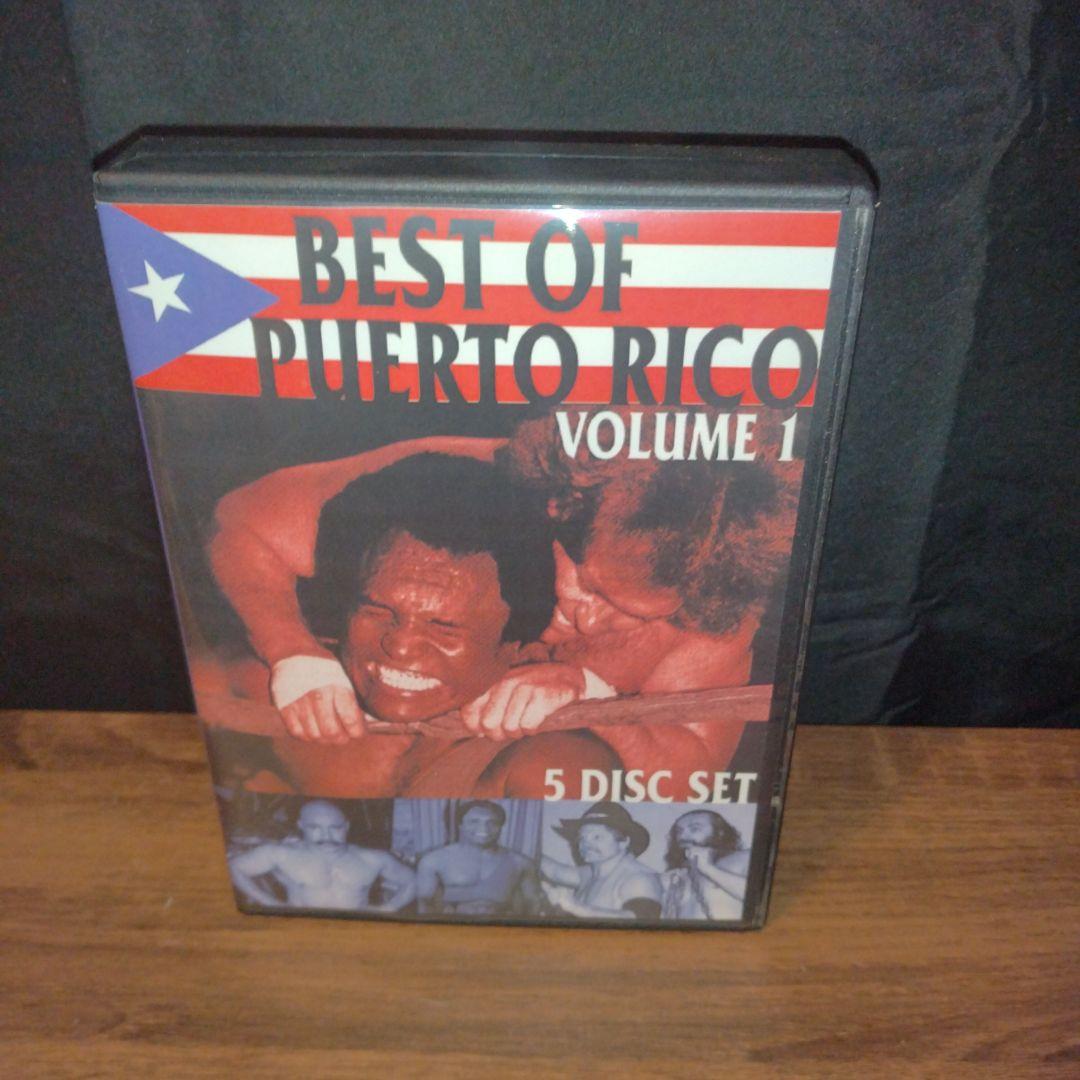 BEST OF
PUERTO RICO
VOLUME 1
5 DISC SET